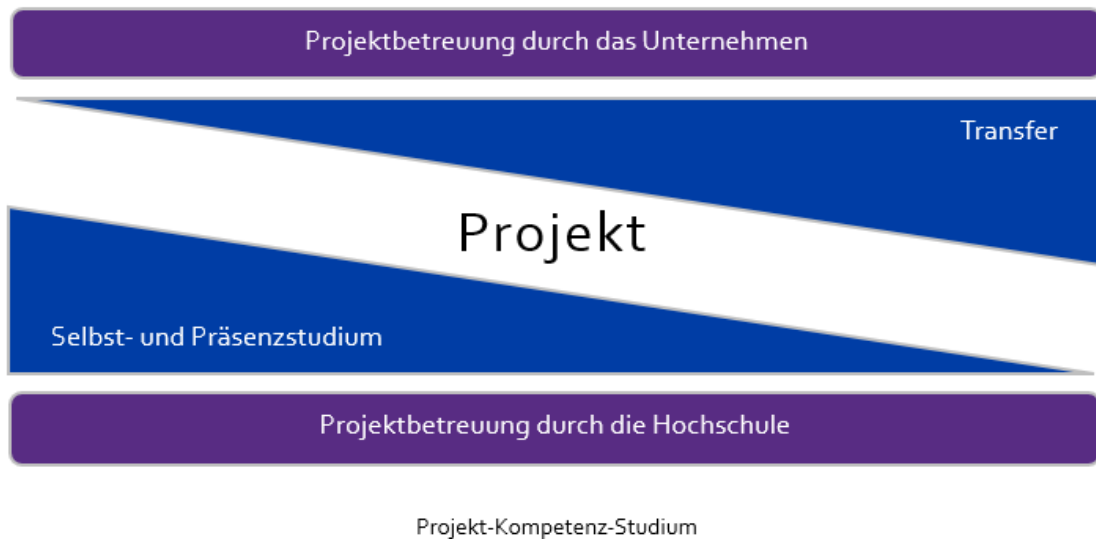 Projektbetreuung durch das Unternehmen
Transfer
Projekt
Selbst- und Präsenzstudium
Projektbetreuung durch die Hochschule
Projekt-Kompetenz-Studium